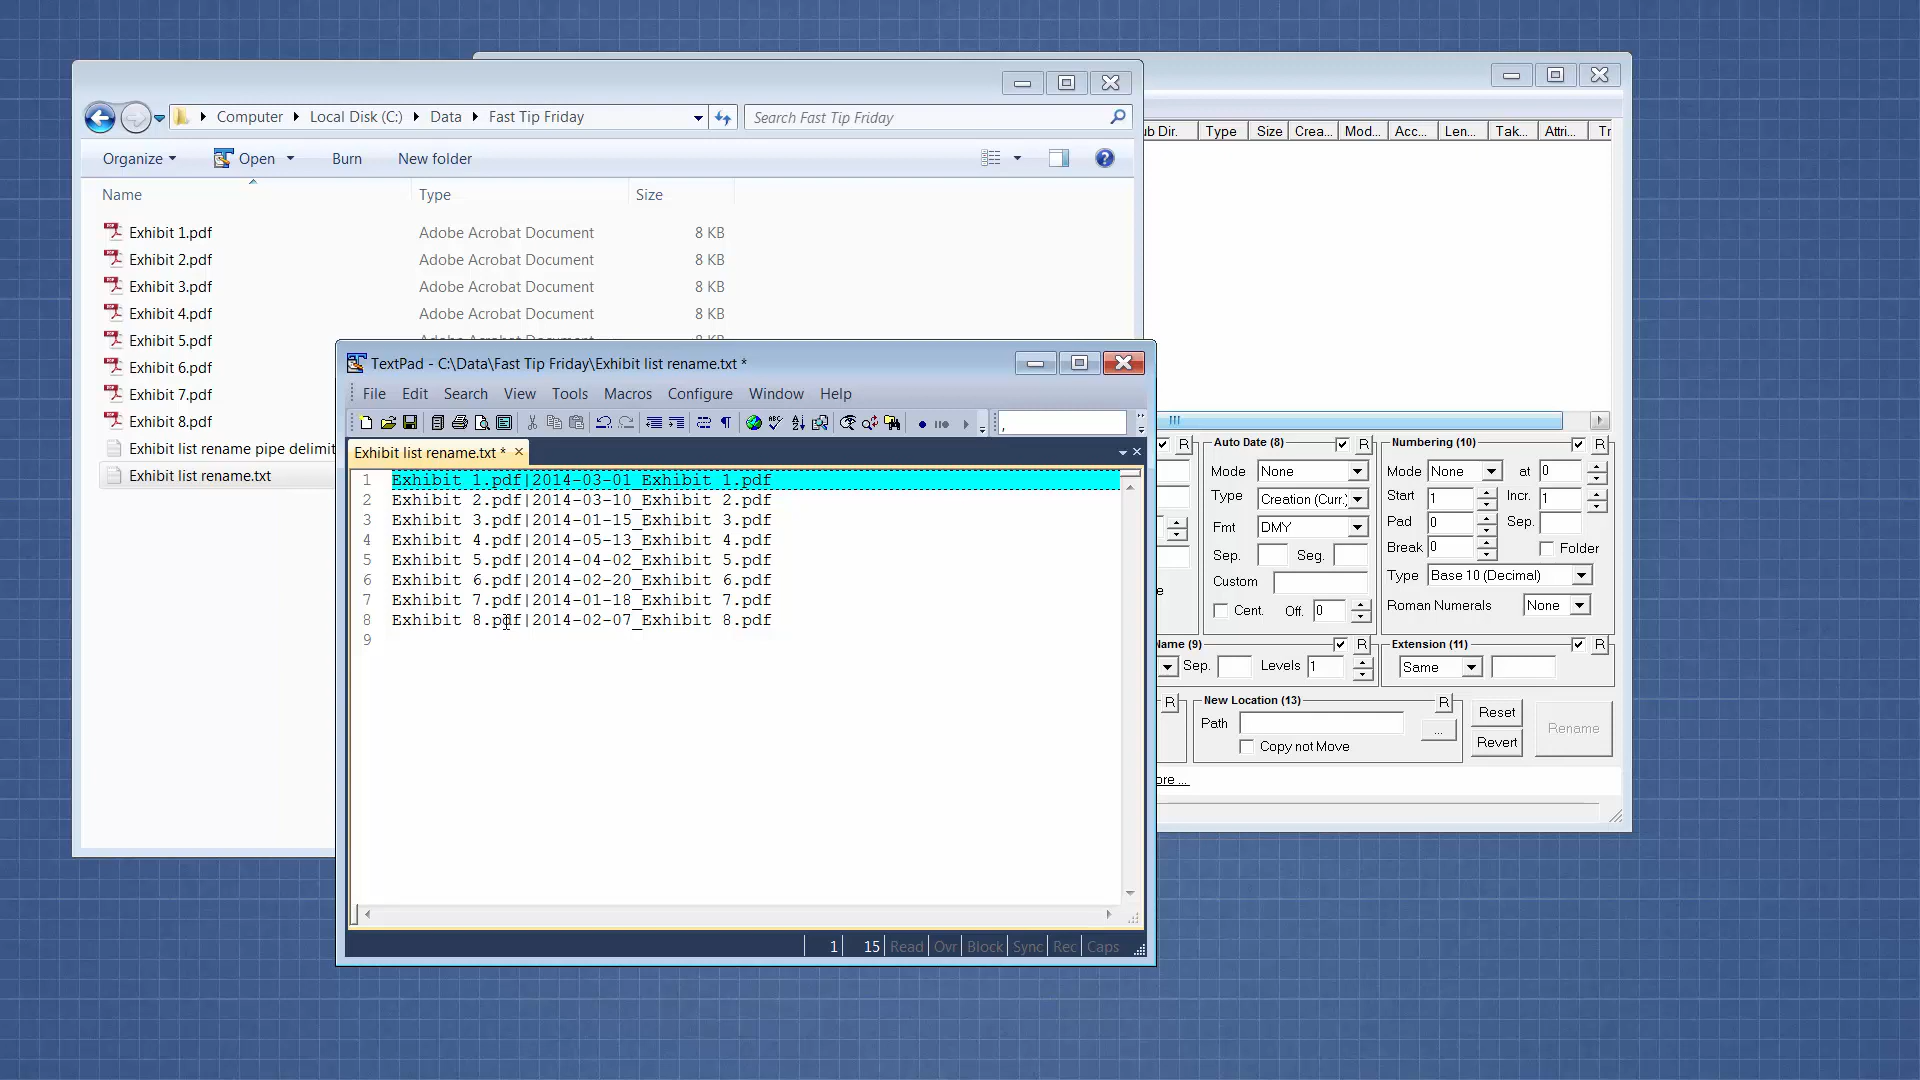 Computer Local Disk (C:) Data Fast Tip Friday
Search Fast Tip Friday
Organize Open Burn New folder
Name Type Size
Exhibit 1.pdf Adobe Acrobat Document 8 KB
Exhibit 2.pdf Adobe Acrobat Document 8 KB
Exhibit 3.pdf Adobe Acrobat Document 8 KB
Exhibit 4.pdf Adobe Acrobat Document 8 KB
Exhibit 5.pdf Adobe Acrobat Document 8 KB
Exhibit 6.pdf
Exhibit 7.pdf
Exhibit 8.pdf
Exhibit list rename pipe delimit
Exhibit list rename.txt
TextPad - C:\Data\Fast Tip Friday\Exhibit list rename.txt *
File Edit Search View Tools Macros Configure Window Help
,
Exhibit list rename.txt *
1 Exhibit 1.pdf|2014-03-01_Exhibit 1.pdf
2 Exhibit 2.pdf|2014-03-10_Exhibit 2.pdf
3 Exhibit 3.pdf|2014-01-15_Exhibit 3.pdf
4 Exhibit 4.pdf|2014-05-13_Exhibit 4.pdf
5 Exhibit 5.pdf|2014-04-02_Exhibit 5.pdf
6 Exhibit 6.pdf|2014-02-20_Exhibit 6.pdf
7 Exhibit 7.pdf|2014-01-18_Exhibit 7.pdf
8 Exhibit 8.pdf|2014-02-07_Exhibit 8.pdf
9
1 15 Read Ovr Block Sync Rec Caps
ub Dir. Type Size Crea... Mod... Acc... Len... Tak... Attri... Tr
R
Auto Date (8) R
Mode None
Type Creation (Curr.)
Fmt DMY
Sep. Seg.
Custom
Cent. Off. 0
Numbering (10) R
Mode None at 0
Start 1 Incr. 1
Pad 0 Sep.
Break 0 Folder
Type Base 10 (Decimal)
Roman Numerals None
e
Name (9) R
Sep. Levels 1
Extension (11) R
Same
R
New Location (13) R
Path ...
Copy not Move
Reset
Revert
Rename
ore ...